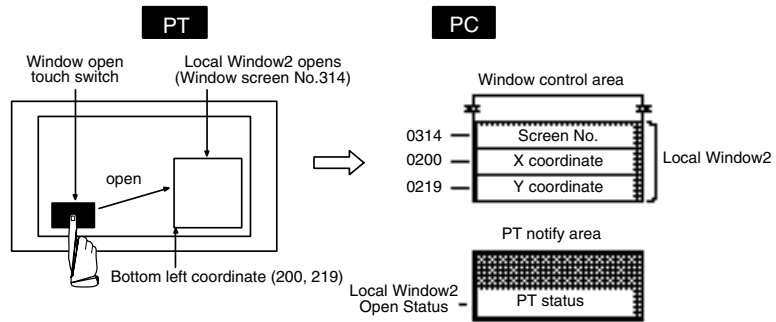 PT
PC
Window open
touch switch
Local Window2 opens
(Window screen No.314)
open
Bottom left coordinate (200, 219)
Window control area
0314
Screen No.
0200
X coordinate
0219
Y coordinate
Local Window2
PT notify area
Local Window2
Open Status
PT status